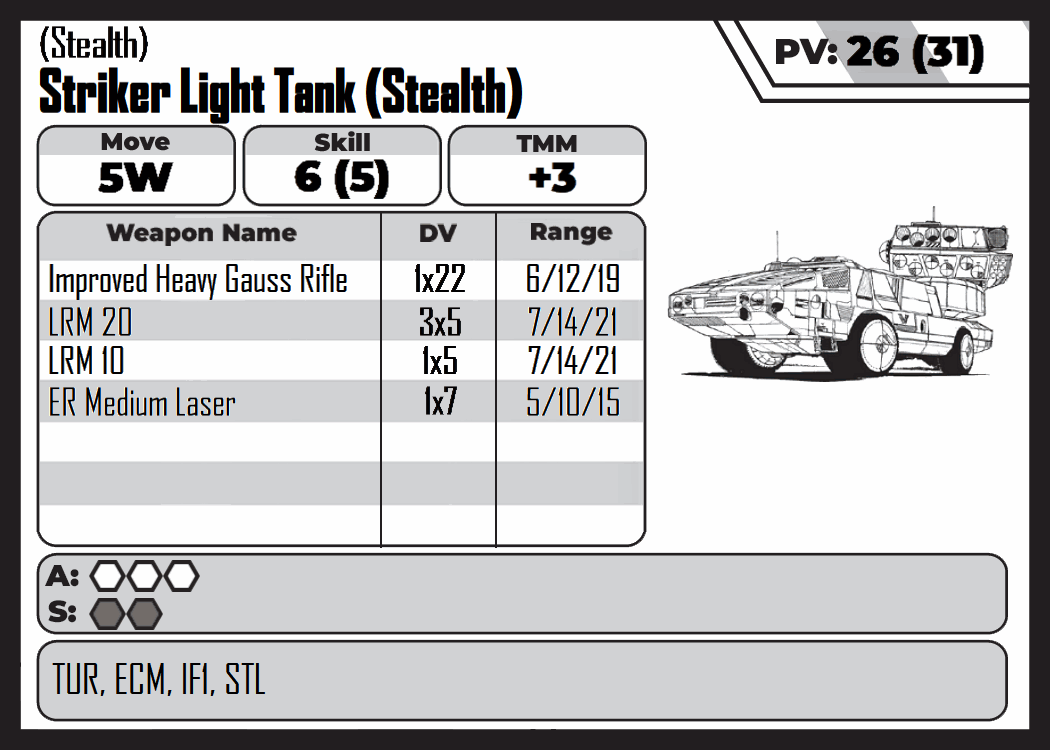 (Stealth)
Striker Light Tank (Stealth)
PV: 26 (31)
Move Skill TMM
5W 6 (5) +3
Weapon Name DV Range
Improved Heavy Gauss Rifle 1x22 6/12/19
LRM 20 3x5 7/14/21
LRM 10 1x5 7/14/21
ER Medium Laser 1x7 5/10/15
A:
S:
TUR, ECM, IF1, STL